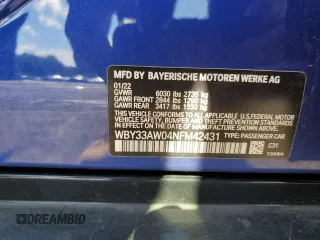 MFD BY BAYERISCHE MOTOREN WERKE AG
01/22
GVWR 6030 lbs 2735 kg
GAWR FRONT 2844 lbs 1290 kg
GAWR REAR 3417 lbs 1550 kg
THIS VEHICLE CONFORMS TO ALL APPLICABLE
U.S. FEDERAL MOTOR VEHICLE SAFETY, BUMPER, AND
THEFT PREVENTION STANDARDS IN EFFECT ON THE DATE OF
MANUFACTURE SHOWN ABOVE.
WBY33AW04NFM42431
TYPE: PASSENGER CAR
C31
DREAMBID